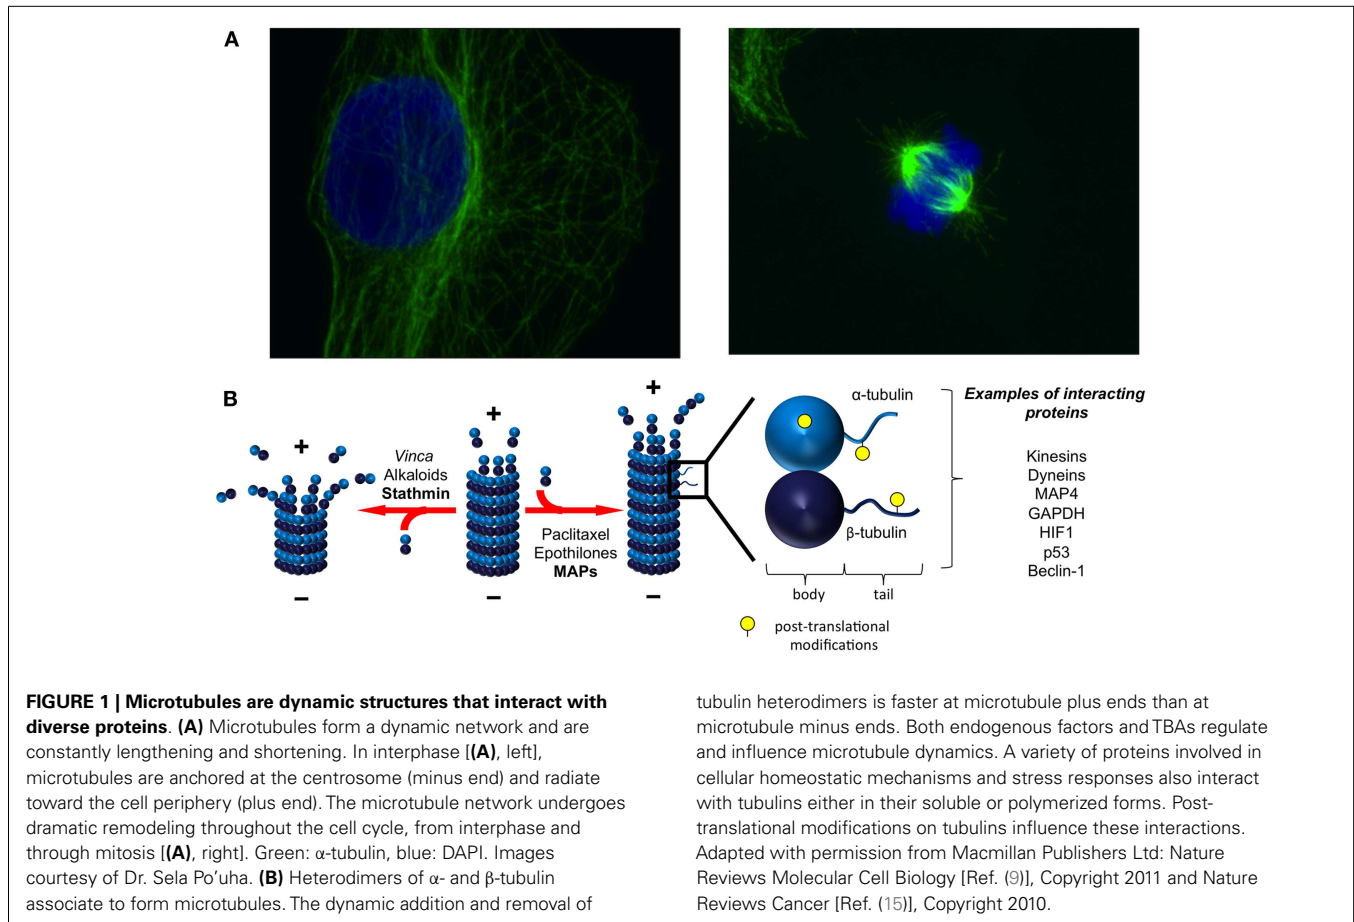 A
B
+
−
Vinca
Alkaloids
Stathmin
+
−
Paclitaxel
Epothilones
MAPs
+
−
α-tubulin
β-tubulin
body
tail
post-translational
modifications
Examples of interacting
proteins
Kinesins
Dyneins
MAP4
GAPDH
HIF1
p53
Beclin-1
FIGURE 1 | Microtubules are dynamic structures that interact with
diverse proteins. (A) Microtubules form a dynamic network and are
constantly lengthening and shortening. In interphase [(A), left],
microtubules are anchored at the centrosome (minus end) and radiate
toward the cell periphery (plus end). The microtubule network undergoes
dramatic remodeling throughout the cell cycle, from interphase and
through mitosis [(A), right]. Green: α-tubulin, blue: DAPI. Images
courtesy of Dr. Sela Po’uha. (B) Heterodimers of α- and β-tubulin
associate to form microtubules. The dynamic addition and removal of
tubulin heterodimers is faster at microtubule plus ends than at
microtubule minus ends. Both endogenous factors and TBAs regulate
and influence microtubule dynamics. A variety of proteins involved in
cellular homeostatic mechanisms and stress responses also interact
with tubulins either in their soluble or polymerized forms. Post-
translational modifications on tubulins influence these interactions.
Adapted with permission from Macmillan Publishers Ltd: Nature
Reviews Molecular Cell Biology [Ref. (9)], Copyright 2011 and Nature
Reviews Cancer [Ref. (15)], Copyright 2010.